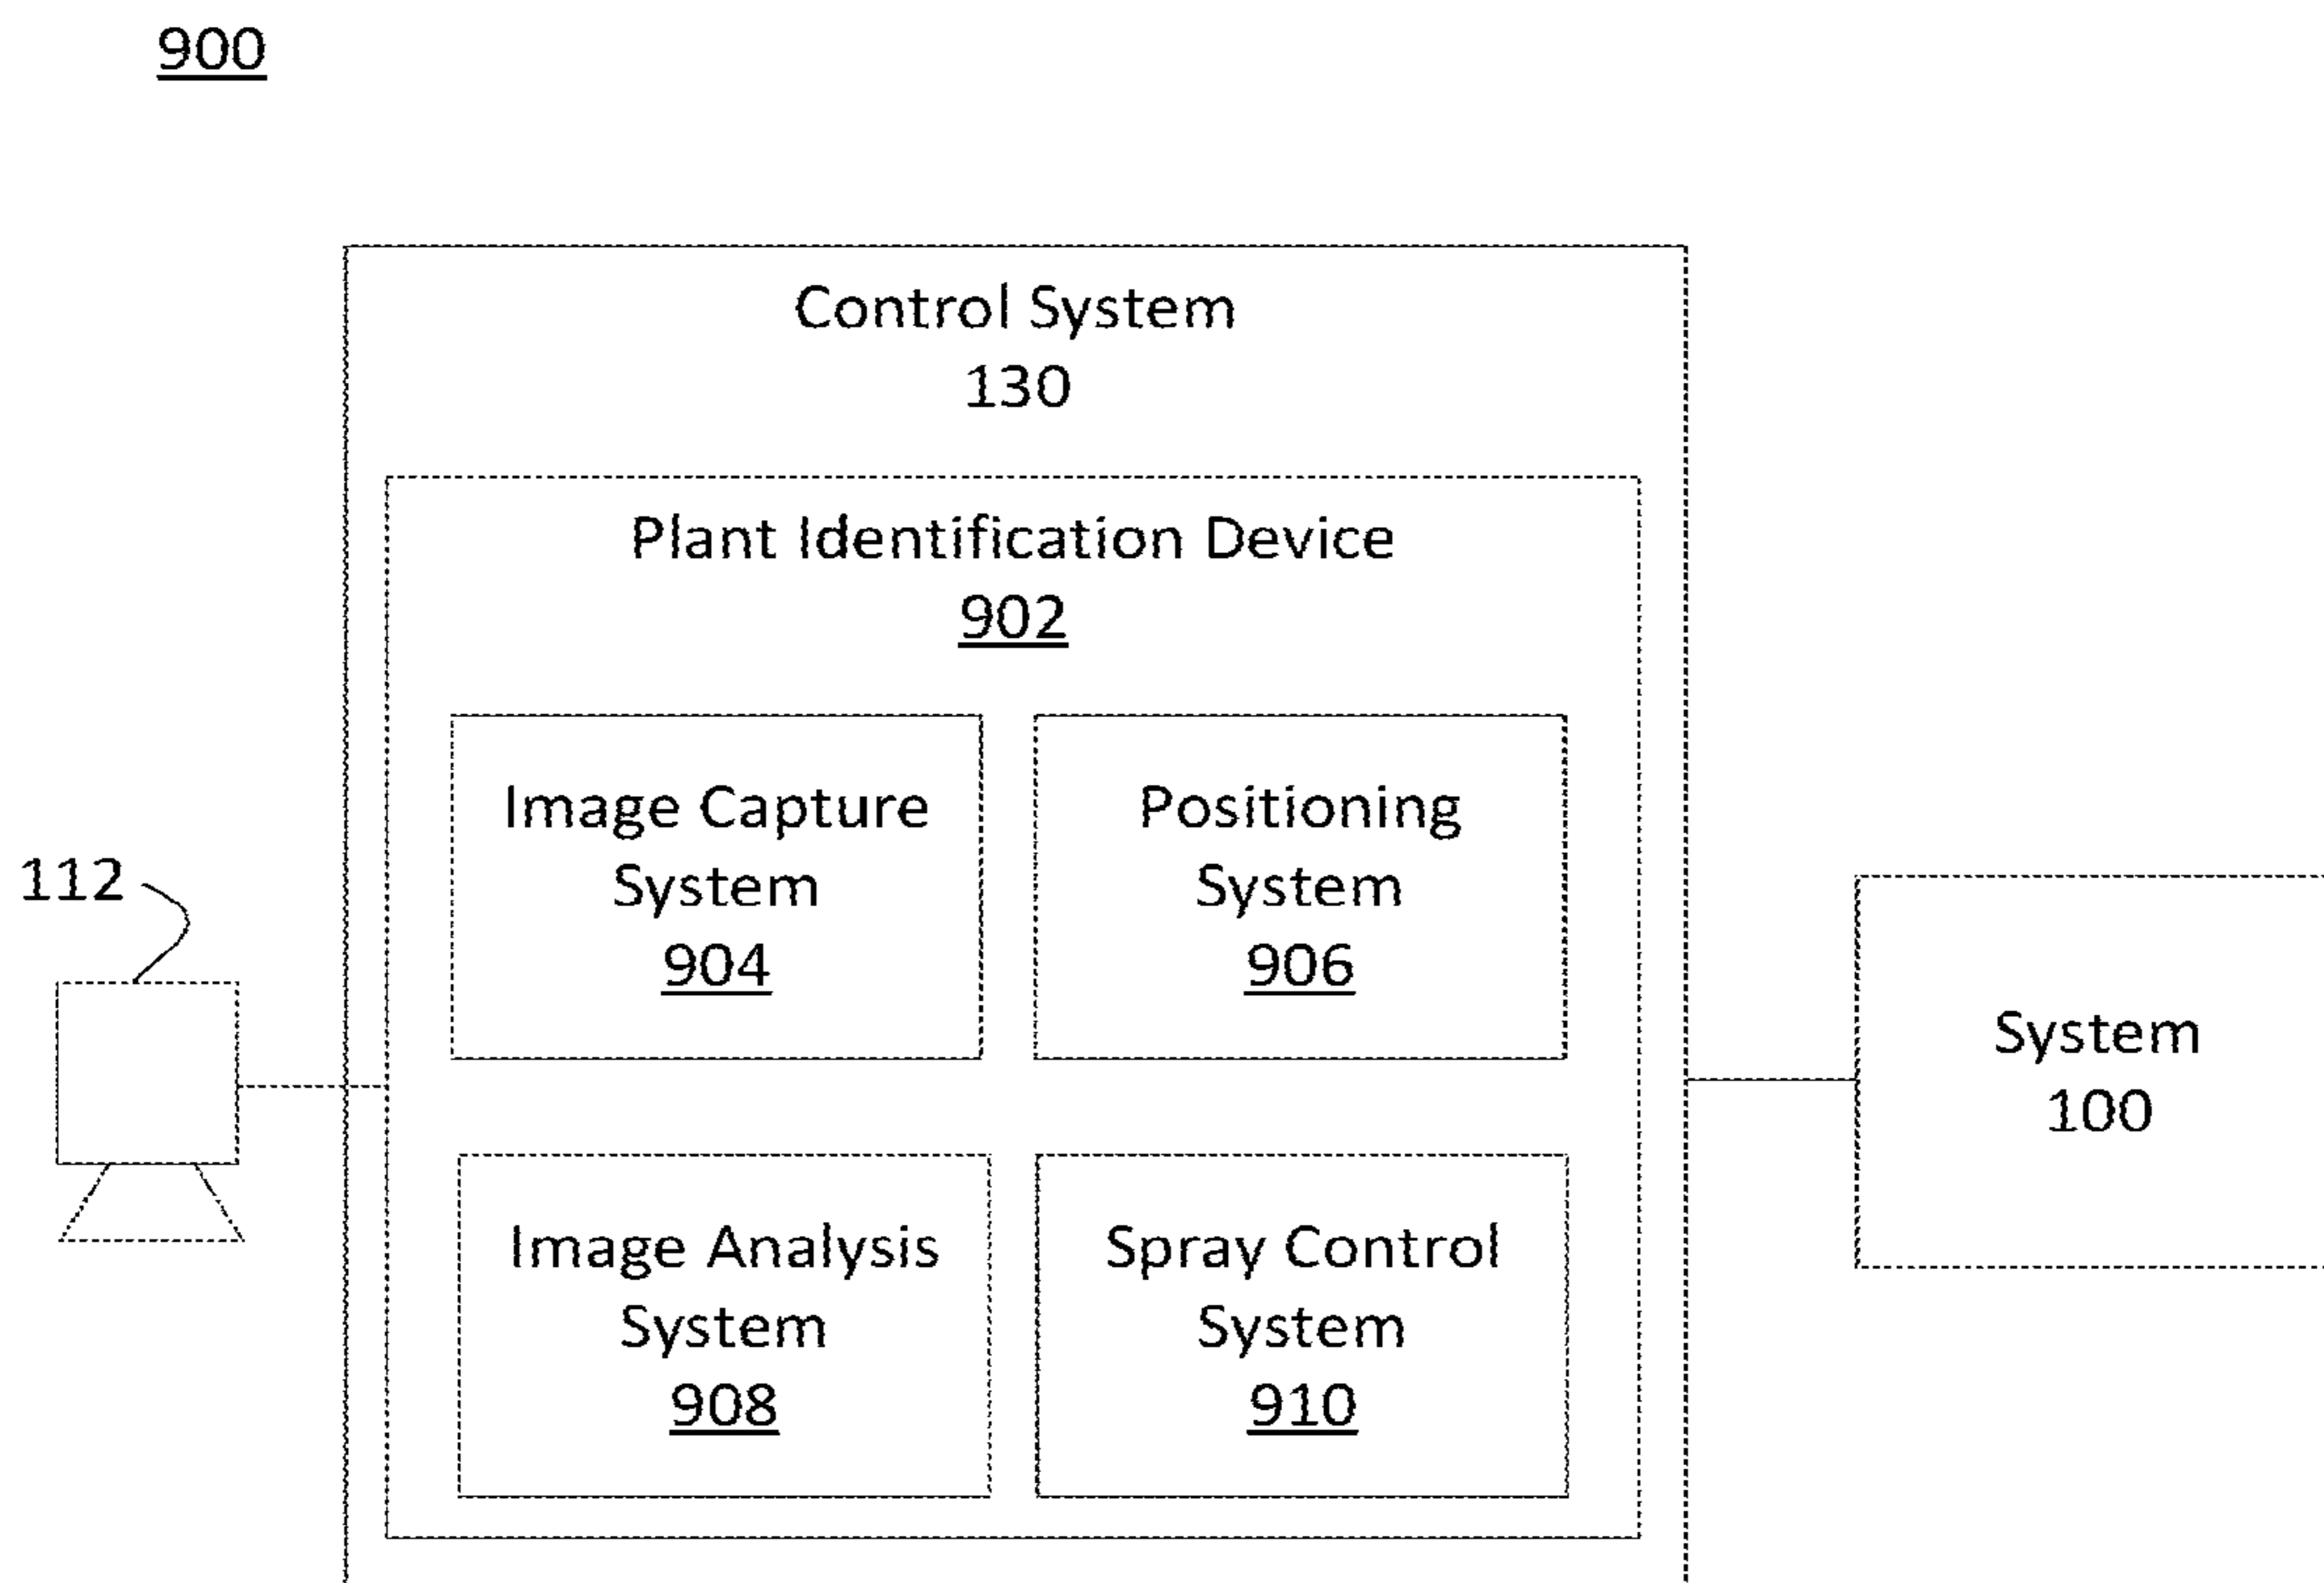 900
Control System
130
Plant Identification Device
902
Image Capture
System
904
Positioning
System
906
112
System
100
Image Analysis
System
908
Spray Control
System
910